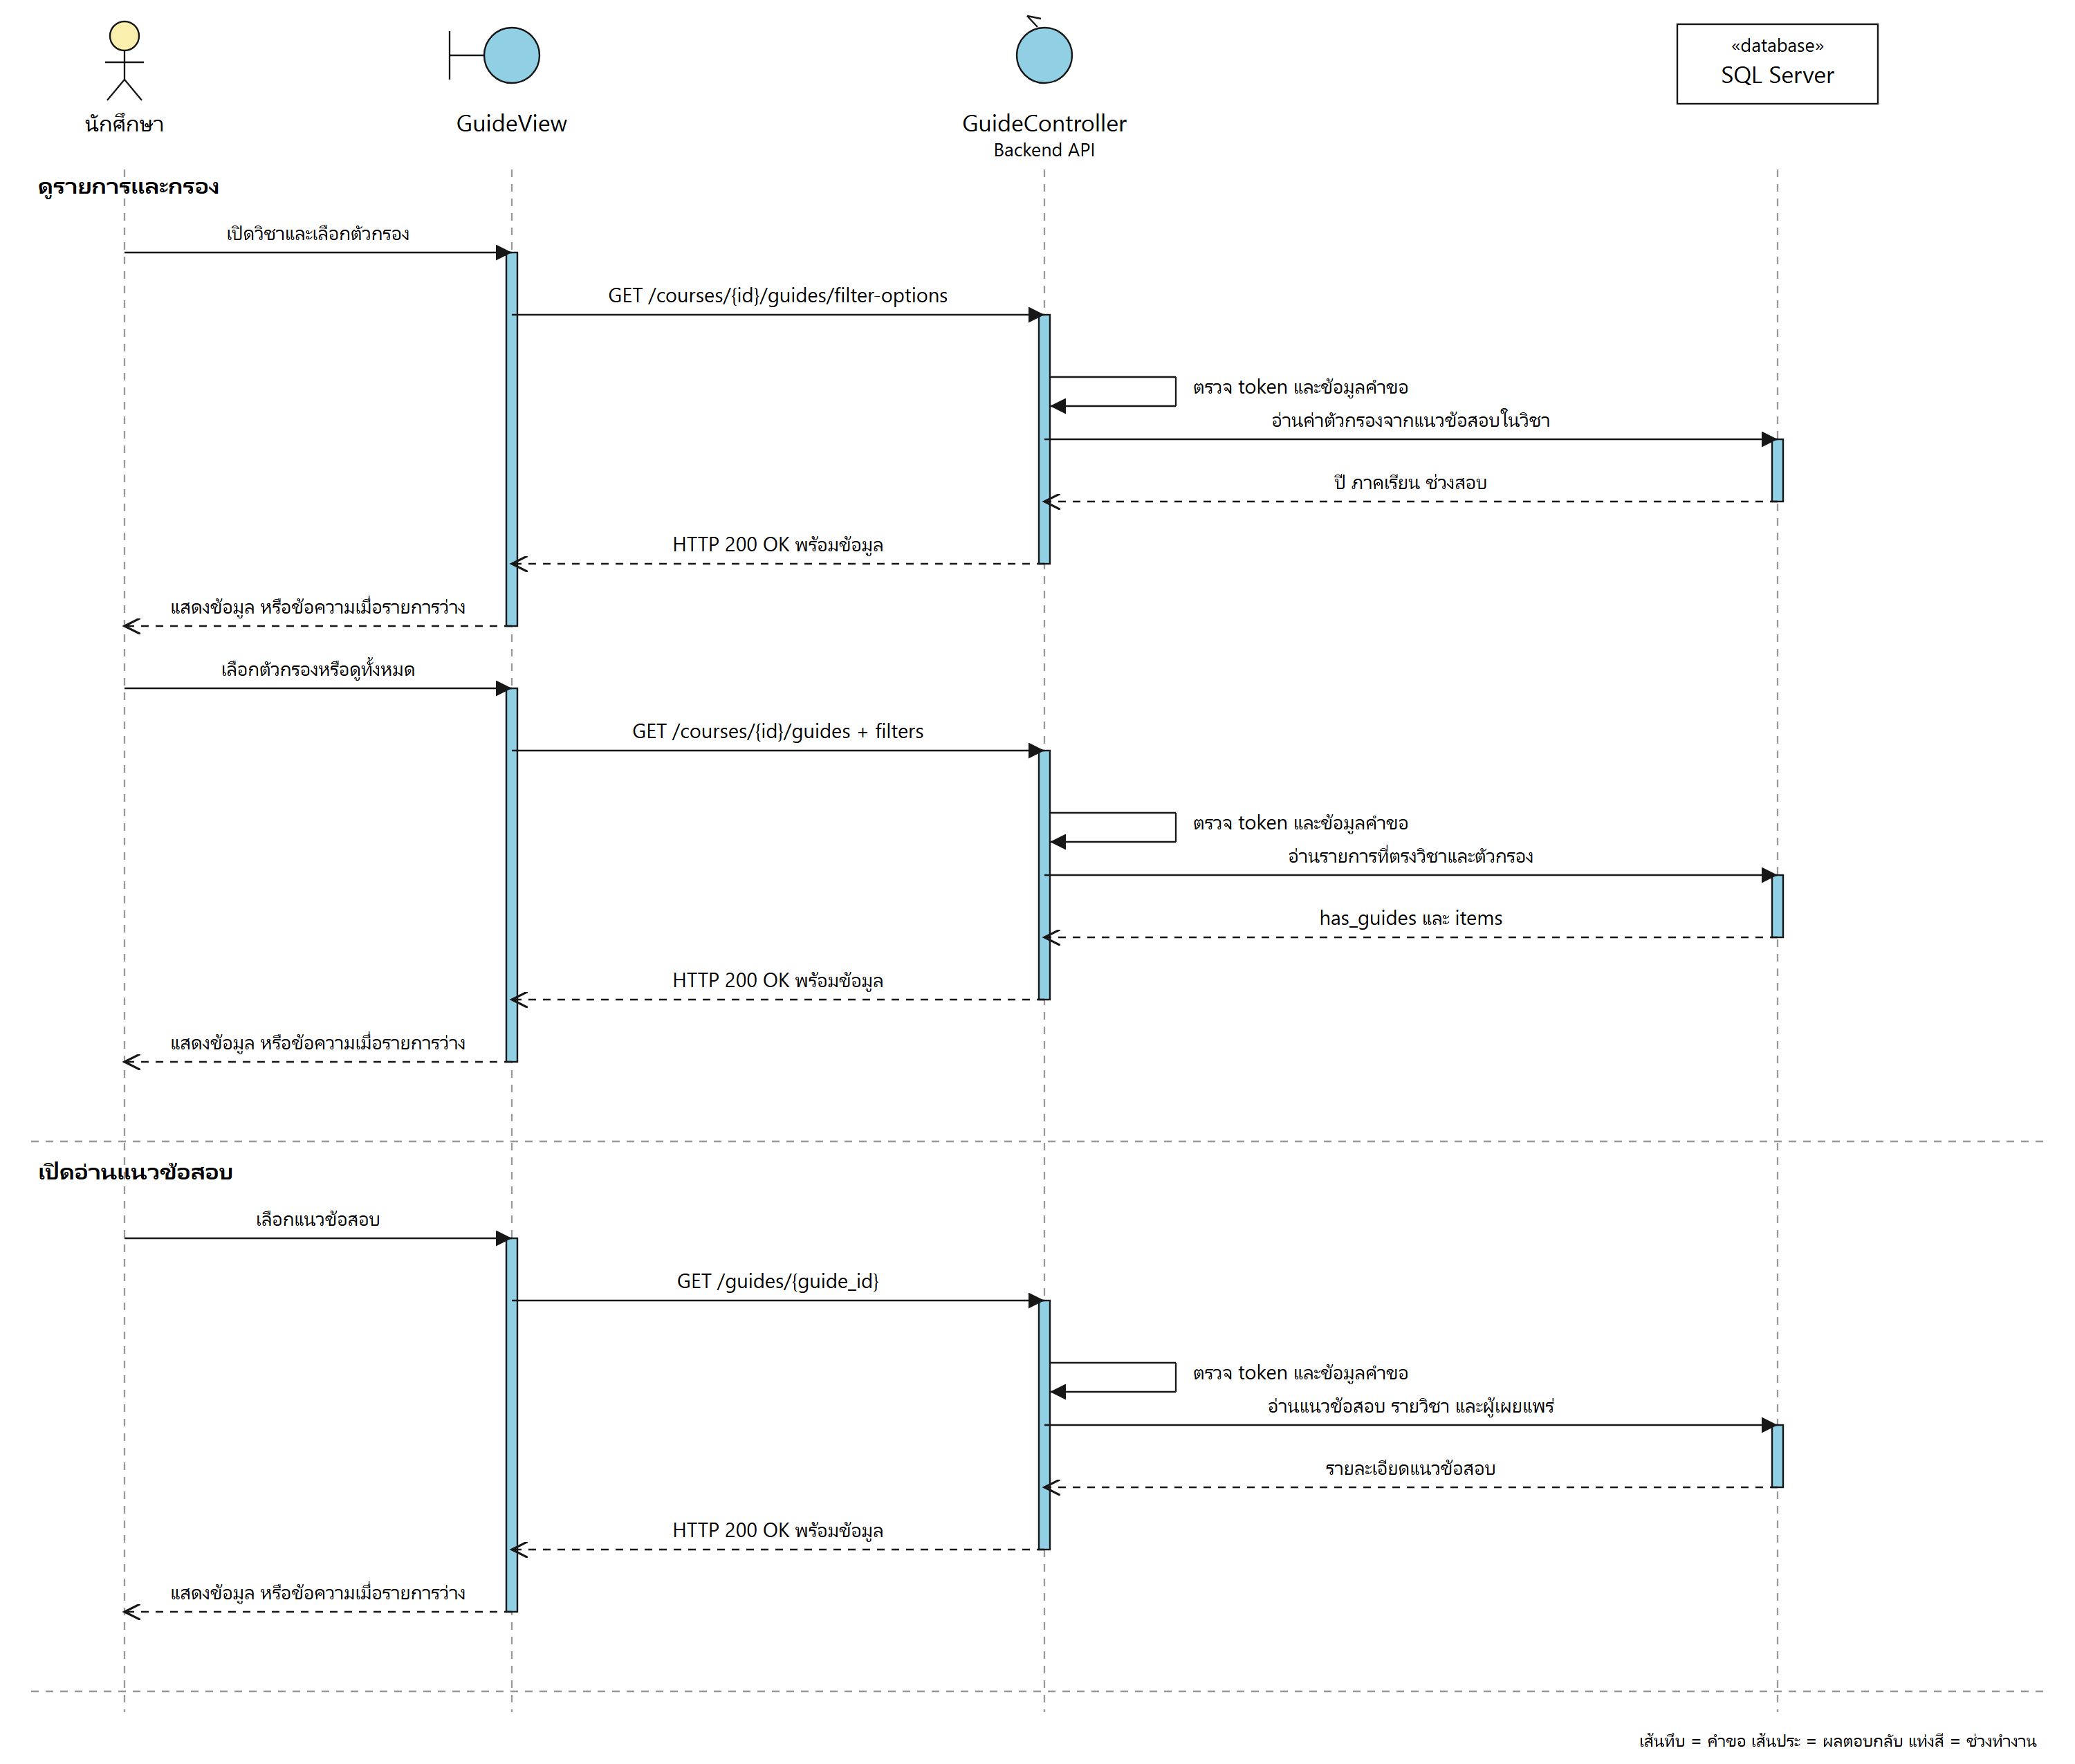 นักศึกษา
GuideView
GuideController
Backend API
«database»
SQL Server
ดูรายการและกรอง
เปิดวิชาและเลือกตัวกรอง
GET /courses/{id}/guides/filter-options
ตรวจ token และข้อมูลคำขอ
อ่านค่าตัวกรองจากแนวข้อสอบในวิชา
ปี ภาคเรียน ช่วงสอบ
HTTP 200 OK พร้อมข้อมูล
แสดงข้อมูล หรือข้อความเมื่อรายการว่าง
เลือกตัวกรองหรือดูทั้งหมด
GET /courses/{id}/guides + filters
ตรวจ token และข้อมูลคำขอ
อ่านรายการที่ตรงวิชาและตัวกรอง
has_guides และ items
HTTP 200 OK พร้อมข้อมูล
แสดงข้อมูล หรือข้อความเมื่อรายการว่าง
เปิดอ่านแนวข้อสอบ
เลือกแนวข้อสอบ
GET /guides/{guide_id}
ตรวจ token และข้อมูลคำขอ
อ่านแนวข้อสอบ รายวิชา และผู้เผยแพร่
รายละเอียดแนวข้อสอบ
HTTP 200 OK พร้อมข้อมูล
แสดงข้อมูล หรือข้อความเมื่อรายการว่าง
เส้นทึบ = คำขอ เส้นประ = ผลตอบกลับ แท่งสี = ช่วงทำงาน